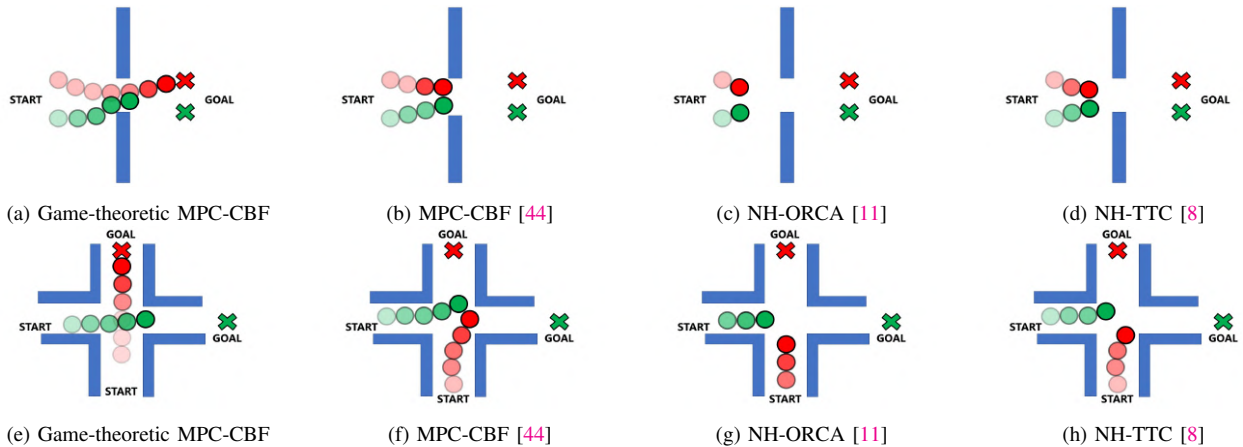 START GOAL START GOAL START GOAL START GOAL
(a) Game-theoretic MPC-CBF (b) MPC-CBF [44] (c) NH-ORCA [11] (d) NH-TTC [8]
GOAL GOAL GOAL GOAL
START START START START
GOAL GOAL GOAL GOAL
START START START START
(e) Game-theoretic MPC-CBF (f) MPC-CBF [44] (g) NH-ORCA [11] (h) NH-TTC [8]